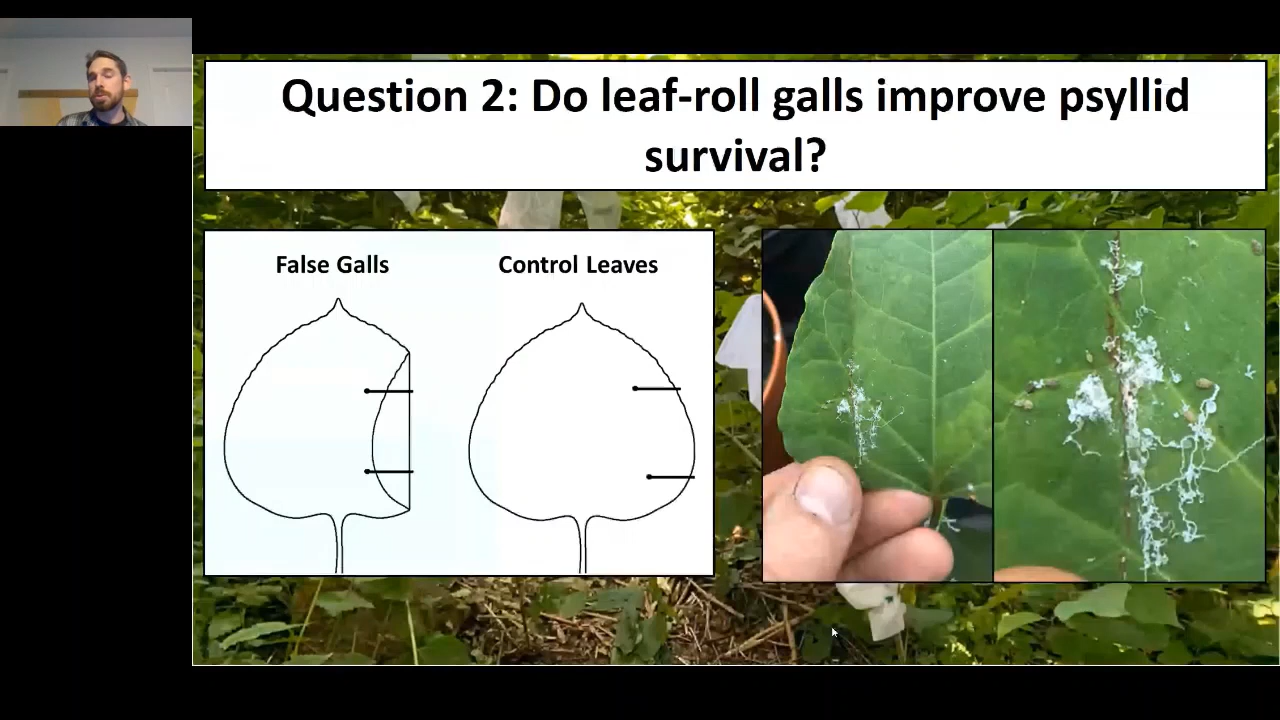 Question 2: Do leaf-roll galls improve psyllid
survival?
False Galls
Control Leaves